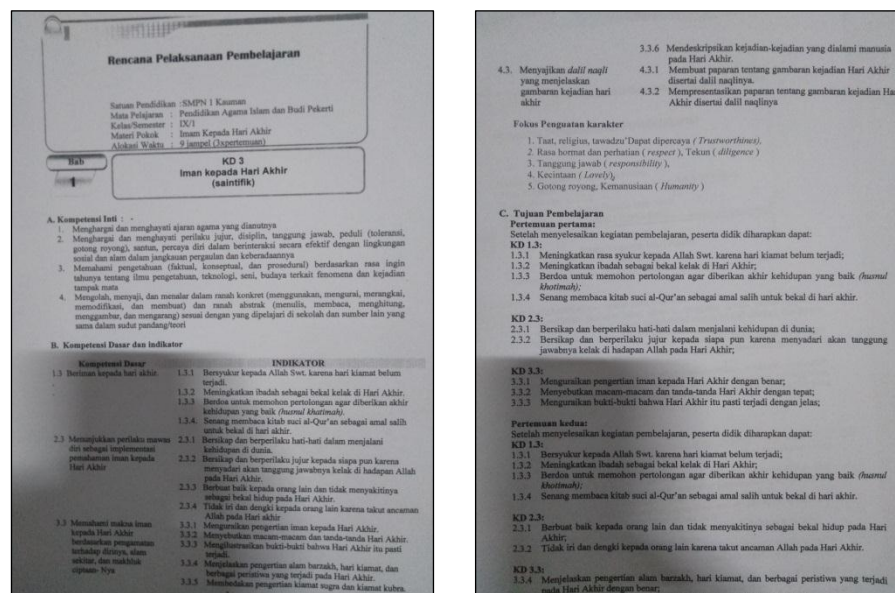 Rencana Pelaksanaan Pembelajaran
Satuan Pendidikan : SMPN 1 Kauman
Mata Pelajaran : Pendidikan Agama Islam dan Budi Pekerti
Kelas/Semester : IX/1
Materi Pokok : Imam Kepada Hari Akhir
Alokasi Waktu : 9 jampel (3xpertemuan)
Bab
1
KD 3
Iman kepada Hari Akhir
(saintifik)
A. Kompetensi Inti : -
1. Menghargai dan menghayati ajaran agama yang dianutnya
2. Menghargai dan menghayati perilaku jujur, disiplin, tanggung jawab, peduli (toleransi,
gotong royong), santun, percaya diri dalam berinteraksi secara efektif dengan lingkungan
sosial dan alam dalam jangkauan pergaulan dan keberadaannya
3. Memahami pengetahuan (faktual, konseptual, dan prosedural) berdasarkan rasa ingin
tahunya tentang ilmu pengetahuan, teknologi, seni, budaya terkait fenomena dan kejadian
tampak mata
4. Mengolah, menyaji, dan menalar dalam ranah konkret (menggunakan, mengurai, merangkai,
memodifikasi, dan membuat) dan ranah abstrak (menulis, membaca, menghitung,
menggambar, dan mengarang) sesuai dengan yang dipelajari di sekolah dan sumber lain yang
sama dalam sudut pandang/teori
B. Kompetensi Dasar dan indikator
Kompetensi Dasar INDIKATOR
1.3 Beriman kepada hari akhir. 1.3.1 Bersyukur kepada Allah Swt. karena hari kiamat belum
terjadi.
1.3.2 Meningkatkan ibadah sebagai bekal kelak di Hari Akhir.
1.3.3 Berdoa untuk memohon pertolongan agar diberikan akhir
kehidupan yang baik (husnul khatimah).
1.3.4. Senang membaca kitab suci al-Qur'an sebagai amal salih
untuk bekal di hari akhir.
2.3 Menunjukkan perilaku mawas 2.3.1 Bersikap dan berperilaku hati-hati dalam menjalani
diri sebagai implementasi kehidupan di dunia.
pemahaman iman kepada 2.3.2 Bersikap dan berperilaku jujur kepada siapa pun karena
Hari Akhir menyadari akan tanggung jawabnya kelak di hadapan Allah
pada Hari Akhir.
2.3.3 Berbuat baik kepada orang lain dan tidak menyakitinya
sebagai bekal hidup pada Hari Akhir.
2.3.4 Tidak iri dan dengki kepada orang lain karena takut ancaman
Allah pada Hari akhir
3.3 Memahami makna iman 3.3.1 Menguraikan pengertian iman kepada Hari Akhir.
kepada Hari Akhir 3.3.2 Menyebutkan macam-macam dan tanda-tanda Hari Akhir.
berdasarkan pengamatan 3.3.3 Mengilustrasikan bukti-bukti bahwa Hari Akhir itu pasti
terhadap dirinya, alam terjadi.
sekitar, dan makhluk 3.3.4 Menjelaskan pengertian alam barzakh, hari kiamat, dan
ciptaan- Nya berbagai peristiwa yang terjadi pada Hari Akhir.
3.3.5 Membedakan pengertian kiamat sugra dan kiamat kubra.
3.3.6 Mendeskripsikan kejadian-kejadian yang dialami manusia
pada Hari Akhir.
4.3. Menyajikan dalil naqli 4.3.1 Membuat paparan tentang gambaran kejadian Hari Akhir
yang menjelaskan disertai dalil naqlinya.
gambaran kejadian hari 4.3.2 Mempresentasikan paparan tentang gambaran kejadian Har
akhir Akhir disertai dalil naqlinya
Fokus Penguatan karakter
1. Taat, religius, tawadzu'Dapat dipercaya ( Trustworthines),
2. Rasa hormat dan perhatian ( respect ), Tekun ( diligence )
3. Tanggung jawab ( responsibility ),
4. Kecintaan ( Lovely),
5. Gotong royong, Kemanusiaan ( Humanity )
C. Tujuan Pembelajaran
Pertemuan pertama:
Setelah menyelesaikan kegiatan pembelajaran, peserta didik diharapkan dapat:
KD 1.3:
1.3.1 Meningkatkan rasa syukur kepada Allah Swt. karena hari kiamat belum terjadi;
1.3.2 Meningkatkan ibadah sebagai bekal kelak di Hari Akhir;
1.3.3 Berdoa untuk memohon pertolongan agar diberikan akhir kehidupan yang baik (husnul
khotimah);
1.3.4 Senang membaca kitab suci al-Qur'an sebagai amal salih untuk bekal di hari akhir.
KD 2.3:
2.3.1 Bersikap dan berperilaku hati-hati dalam menjalani kehidupan di dunia;
2.3.2 Bersikap dan berperilaku jujur kepada siapa pun karena menyadari akan tanggung
jawabnya kelak di hadapan Allah pada Hari Akhir;
KD 3.3:
3.3.1 Menguraikan pengertian iman kepada Hari Akhir dengan benar;
3.3.2 Menyebutkan macam-macam dan tanda-tanda Hari Akhir dengan tepat;
3.3.3 Menguraikan bukti-bukti bahwa Hari Akhir itu pasti terjadi dengan jelas;
Pertemuan kedua:
Setelah menyelesaikan kegiatan pembelajaran, peserta didik diharapkan dapat:
KD 1.3:
1.3.1 Bersyukur kepada Allah Swt. karena hari kiamat belum terjadi;
1.3.2 Meningkatkan ibadah sebagai bekal kelak di Hari Akhir;
1.3.3 Berdoa untuk memohon pertolongan agar diberikan akhir kehidupan yang baik (husnul
khotimah);
1.3.4 Senang membaca kitab suci al-Qur'an sebagai amal salih untuk bekal di hari akhir.
KD 2.3:
2.3.1 Berbuat baik kepada orang lain dan tidak menyakitinya sebagai bekal hidup pada Hari
Akhir;
2.3.2 Tidak iri dan dengki kepada orang lain karena takut ancaman Allah pada Hari Akhir.
KD 3.3:
3.3.4 Menjelaskan pengertian alam barzakh, hari kiamat, dan berbagai peristiwa yang terjadi
pada Hari Akhir dengan benar;